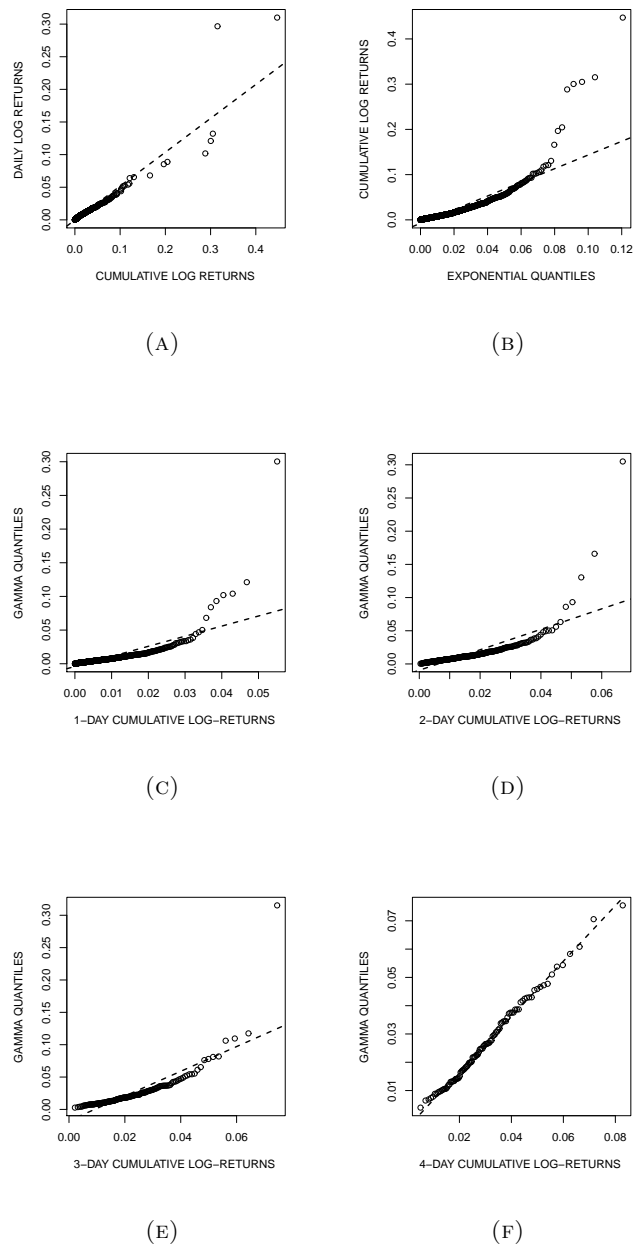 DAILY LOG RETURNS
0.00 0.05 0.10 0.15 0.20 0.25 0.30
0.0 0.1 0.2 0.3 0.4
CUMULATIVE LOG RETURNS
(A)
CUMULATIVE LOG RETURNS
0.0 0.1 0.2 0.3 0.4
0.00 0.02 0.04 0.06 0.08 0.10 0.12
EXPONENTIAL QUANTILES
(B)
GAMMA QUANTILES
0.00 0.05 0.10 0.15 0.20 0.25 0.30
0.00 0.01 0.02 0.03 0.04 0.05
1–DAY CUMULATIVE LOG–RETURNS
(C)
GAMMA QUANTILES
0.00 0.05 0.10 0.15 0.20 0.25 0.30
0.00 0.02 0.04 0.06
2–DAY CUMULATIVE LOG–RETURNS
(D)
GAMMA QUANTILES
0.00 0.05 0.10 0.15 0.20 0.25 0.30
0.00 0.02 0.04 0.06
3–DAY CUMULATIVE LOG–RETURNS
(E)
GAMMA QUANTILES
0.01 0.03 0.05 0.07
0.02 0.04 0.06 0.08
4–DAY CUMULATIVE LOG–RETURNS
(F)